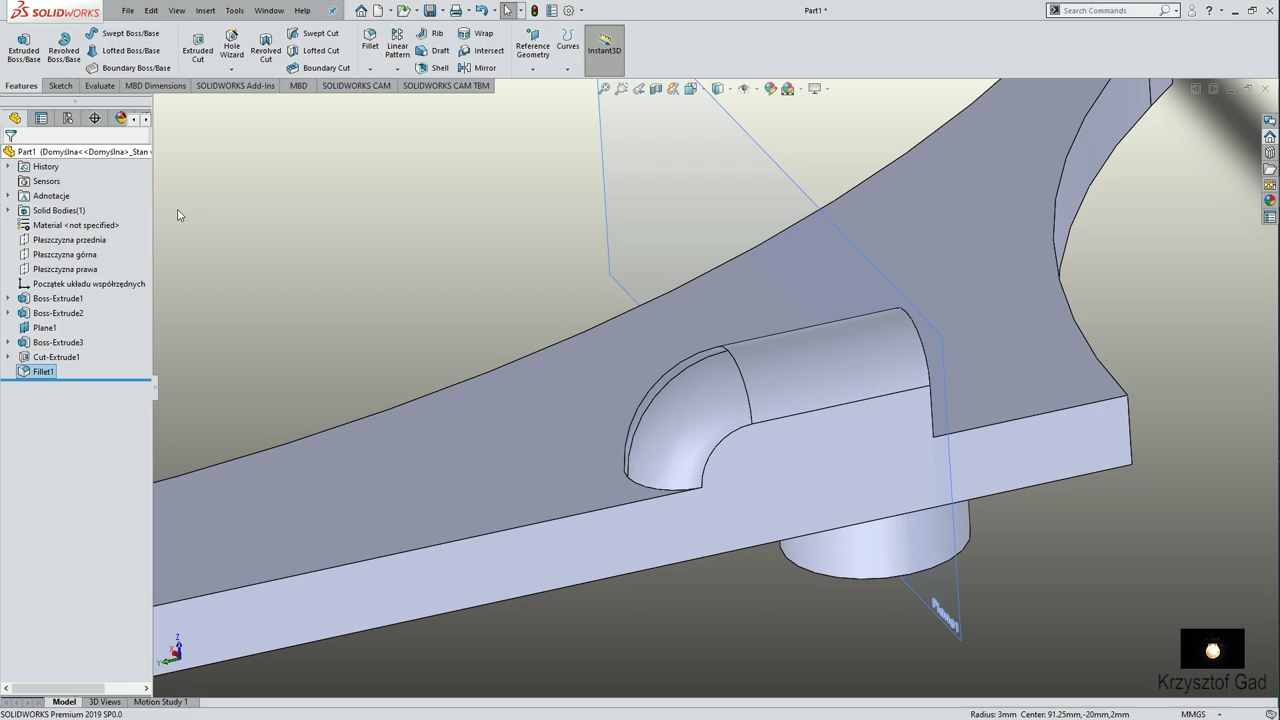 SOLIDWORKS
File
Edit
View
Insert
Tools
Window
Help
Part1 *
Search Commands
Extruded Boss/Base
Revolved Boss/Base
Swept Boss/Base
Lofted Boss/Base
Boundary Boss/Base
Extruded Cut
Hole Wizard
Revolved Cut
Swept Cut
Lofted Cut
Boundary Cut
Fillet
Linear Pattern
Rib
Draft
Shell
Wrap
Intersect
Mirror
Reference Geometry
Curves
Instant3D
Features
Sketch
Evaluate
MBD Dimensions
SOLIDWORKS Add-Ins
MBD
SOLIDWORKS CAM
SOLIDWORKS CAM TBM
Part1 (Domyślna<<Domyślna>_Stan
History
Sensors
Adnotacje
Solid Bodies(1)
Material <not specified>
Płaszczyzna przednia
Płaszczyzna górna
Płaszczyzna prawa
Początek układu współrzędnych
Boss-Extrude1
Boss-Extrude2
Plane1
Boss-Extrude3
Cut-Extrude1
Fillet1
Plane1
Z
Y
X
Krzysztof Gad
Model
3D Views
Motion Study 1
SOLIDWORKS Premium 2019 SP0.0
Radius: 3mm Center: 91.25mm,-20mm,2mm
MMGS